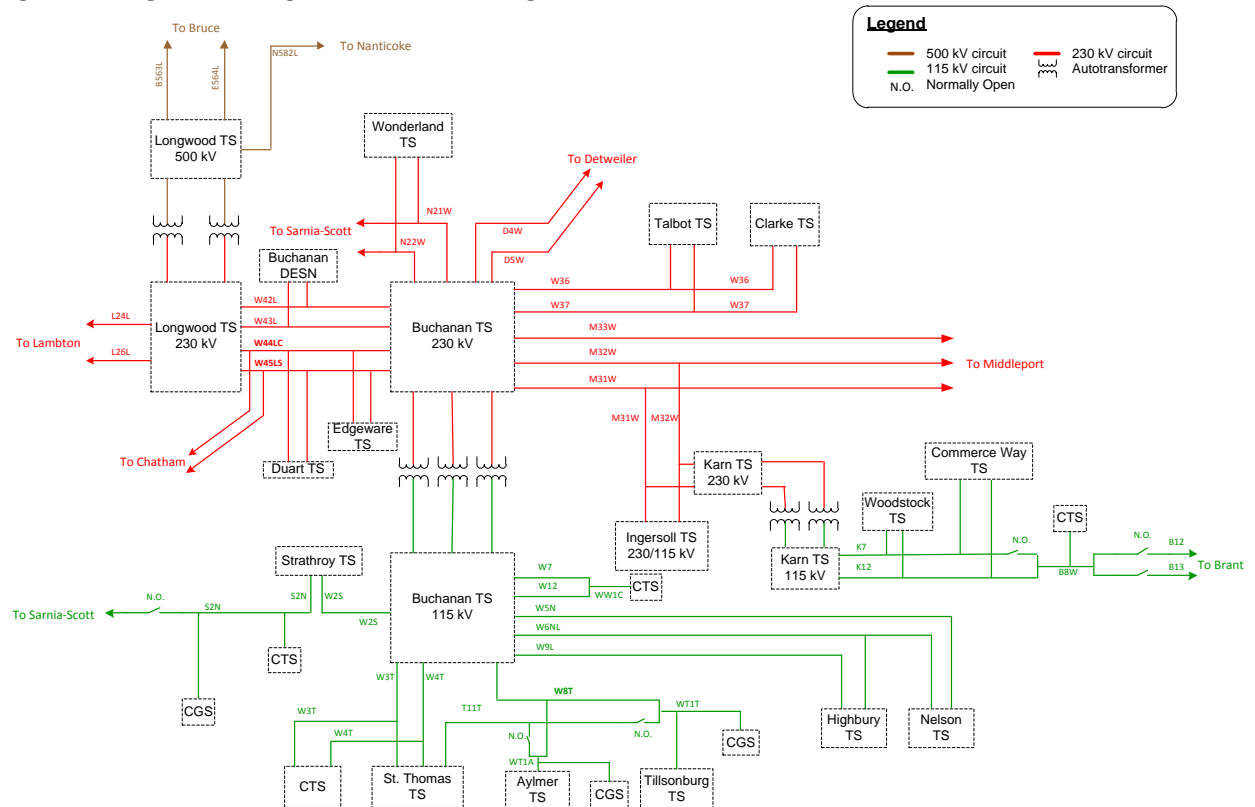 To Bruce
To Nanticoke
N582L
B563L
E564L
Longwood TS
500 kV
Legend
500 kV circuit
230 kV circuit
115 kV circuit
Autotransformer
N.O.
Normally Open
Wonderland
TS
To Detweiler
N21W
To Sarnia-Scott
N22W
D4W
D5W
Talbot TS
Clarke TS
Buchanan
DESN
W36
W36
W37
W37
Longwood TS
230 kV
W42L
W43L
W44LC
W45LS
Buchanan TS
230 kV
L24L
To Lambton
L26L
M33W
M32W
To Middleport
M31W
M31W
M32W
Edgeware
TS
To Chatham
Duart TS
Karn TS
230 kV
Commerce Way
TS
Woodstock
TS
CTS
Ingersoll TS
230/115 kV
Karn TS
115 kV
K7
K12
N.O.
B8W
N.O.
B12
B13
To Brant
Strathroy TS
Buchanan TS
115 kV
W7
W12
WW1C
CTS
W5N
W6NL
W9L
To Sarnia-Scott
N.O.
S2N
S2N
W2S
W2S
CTS
CGS
W3T
W4T
W8T
W3T
W4T
T11T
N.O.
N.O.
WT1T
WT1A
CGS
Highbury
TS
Nelson
TS
CTS
St. Thomas
TS
Aylmer
TS
CGS
Tillsonburg
TS